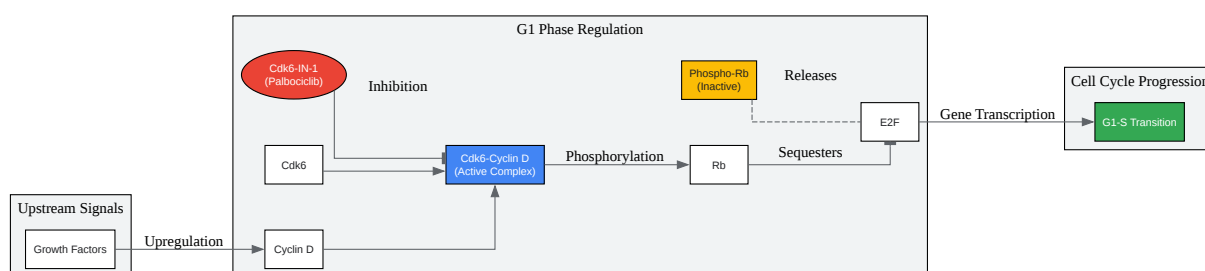 G1 Phase Regulation
Cdk6-IN-1
(Palbociclib)
Inhibition
Phospho-Rb
(Inactive)
Releases
Cell Cycle Progression
E2F
Gene Transcription
G1-S Transition
Cdk6
Cdk6-Cyclin D
(Active Complex)
Phosphorylation
Rb
Sequesters
Upstream Signals
Growth Factors
Upregulation
Cyclin D